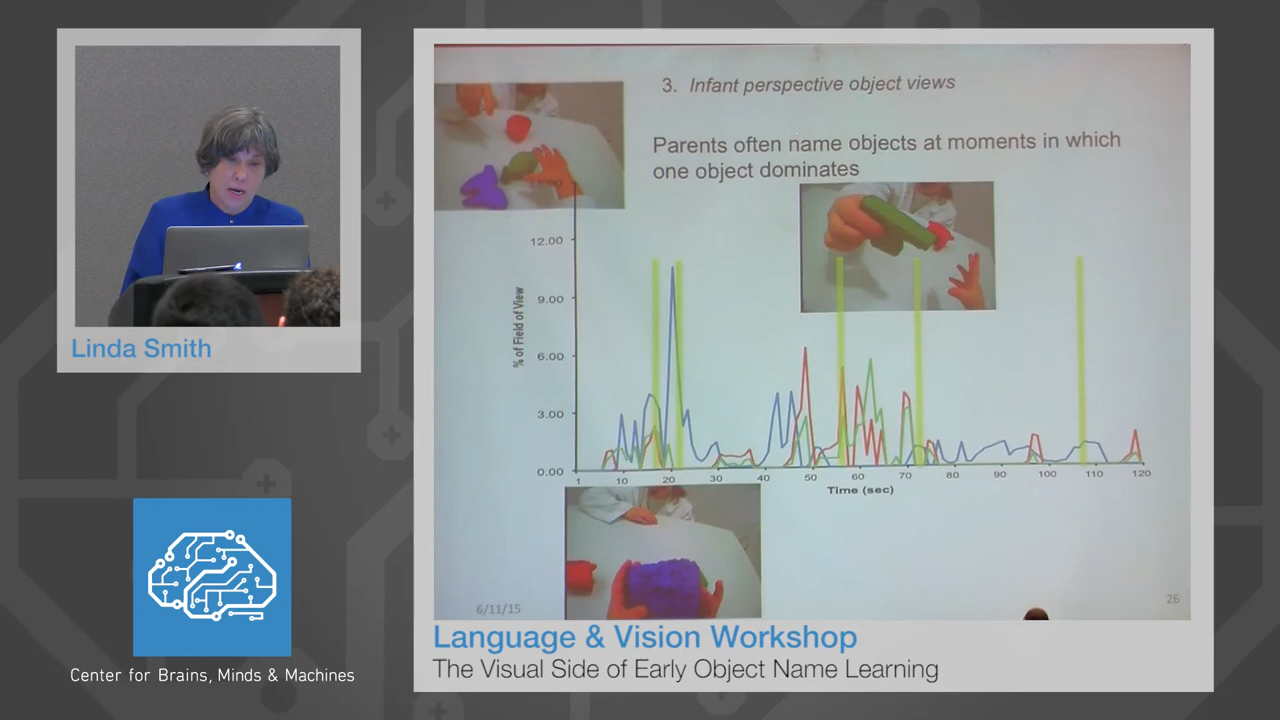 3. Infant perspective object views
Parents often name objects at moments in which
one object dominates
15.00
12.00
9.00
6.00
3.00
0.00
% of Field of View
1 10 20 30 40 50 60 70 80 90 100 110 120
Time (sec)
6/11/15
26
Linda Smith
Center for Brains, Minds & Machines
Language & Vision Workshop
The Visual Side of Early Object Name Learning